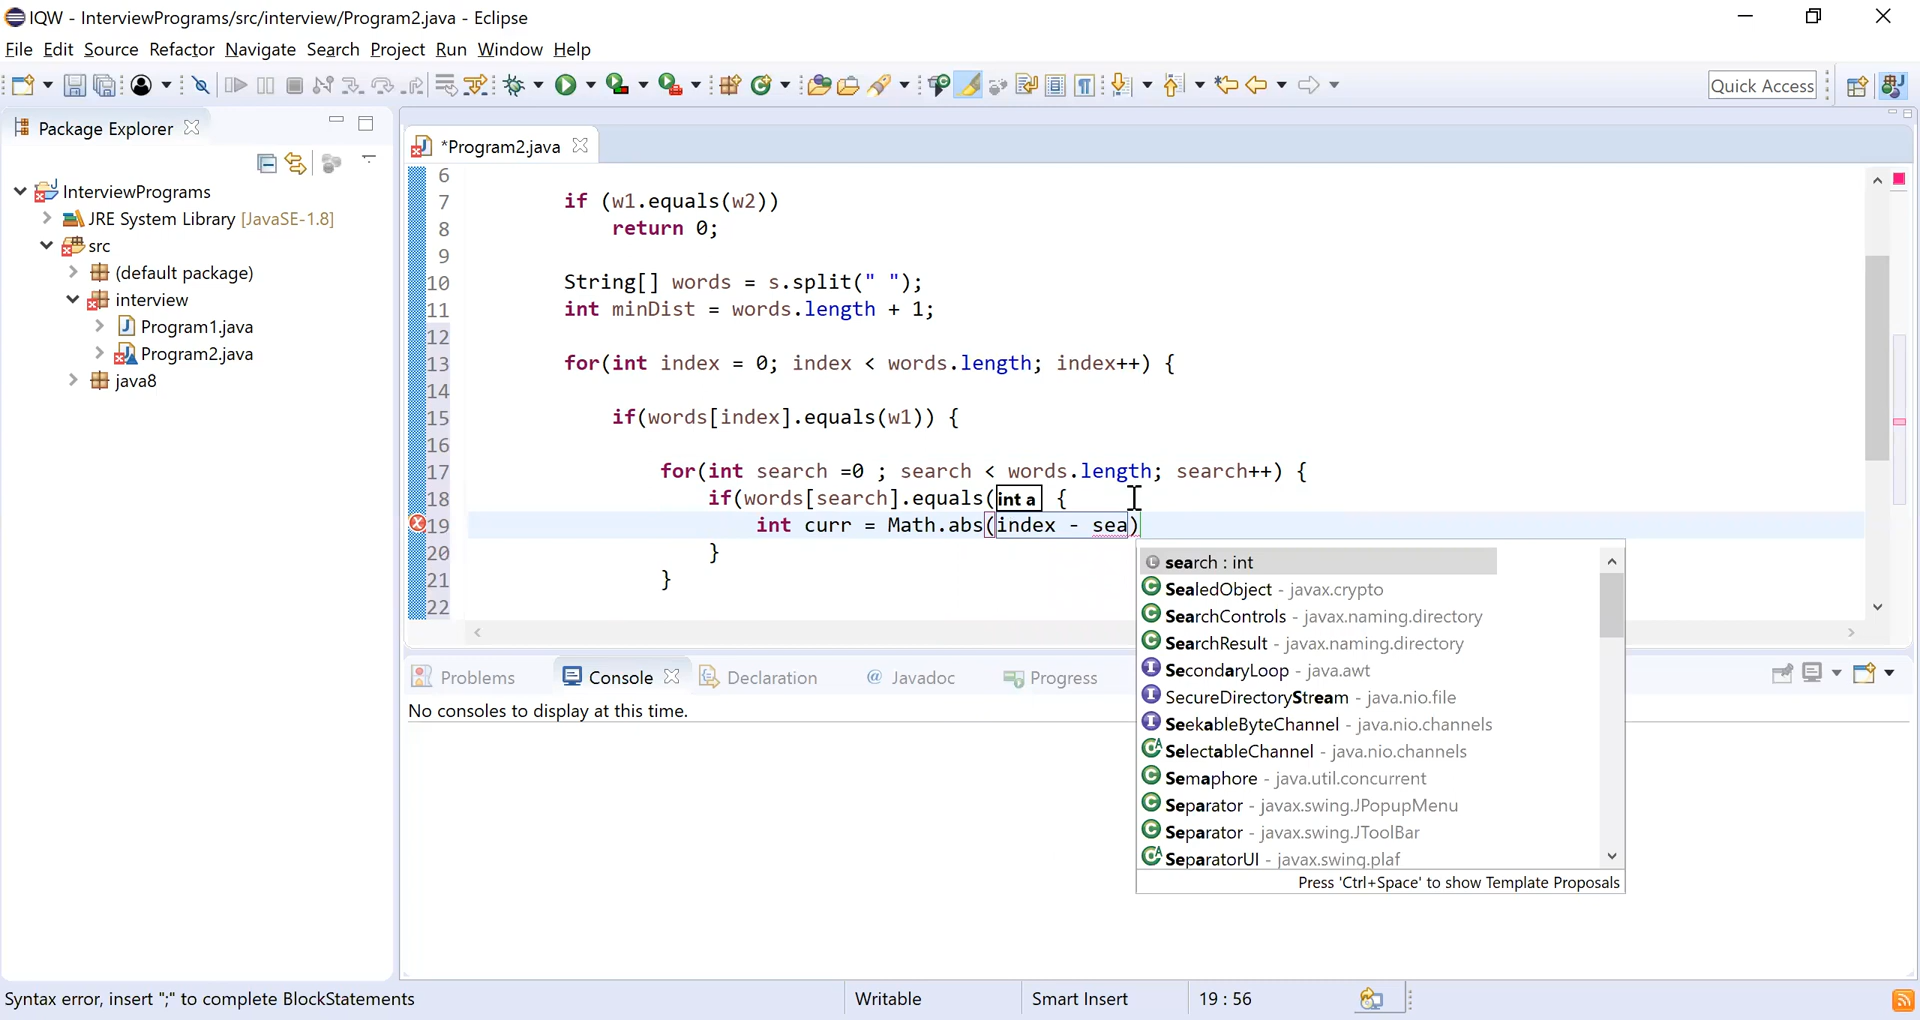 IQW - InterviewPrograms/src/interview/Program2.java - Eclipse
File Edit Source Refactor Navigate Search Project Run Window Help
Quick Access
Package Explorer
*Program2.java
InterviewPrograms
JRE System Library [JavaSE-1.8]
src
(default package)
interview
Program1.java
Program2.java
java8
6
7 if (w1.equals(w2))
8 return 0;
9
10 String[] words = s.split(" ");
11 int minDist = words.length + 1;
12
13 for(int index = 0; index < words.length; index++) {
14
15 if(words[index].equals(w1)) {
16
17 for(int search =0 ; search < words.length; search++) {
18 if(words[search].equals(int a {
19 int curr = Math.abs(index - sea)
20 }
21 }
22
search : int
SealedObject - javax.crypto
SearchControls - javax.naming.directory
SearchResult - javax.naming.directory
SecondaryLoop - java.awt
SecureDirectoryStream - java.nio.file
SeekableByteChannel - java.nio.channels
SelectableChannel - java.nio.channels
Semaphore - java.util.concurrent
Separator - javax.swing.JPopupMenu
Separator - javax.swing.JToolBar
SeparatorUI - javax.swing.plaf
Press 'Ctrl+Space' to show Template Proposals
Problems Console @ Javadoc Declaration Progress
No consoles to display at this time.
Syntax error, insert ";" to complete BlockStatements
Writable
Smart Insert
19 : 56